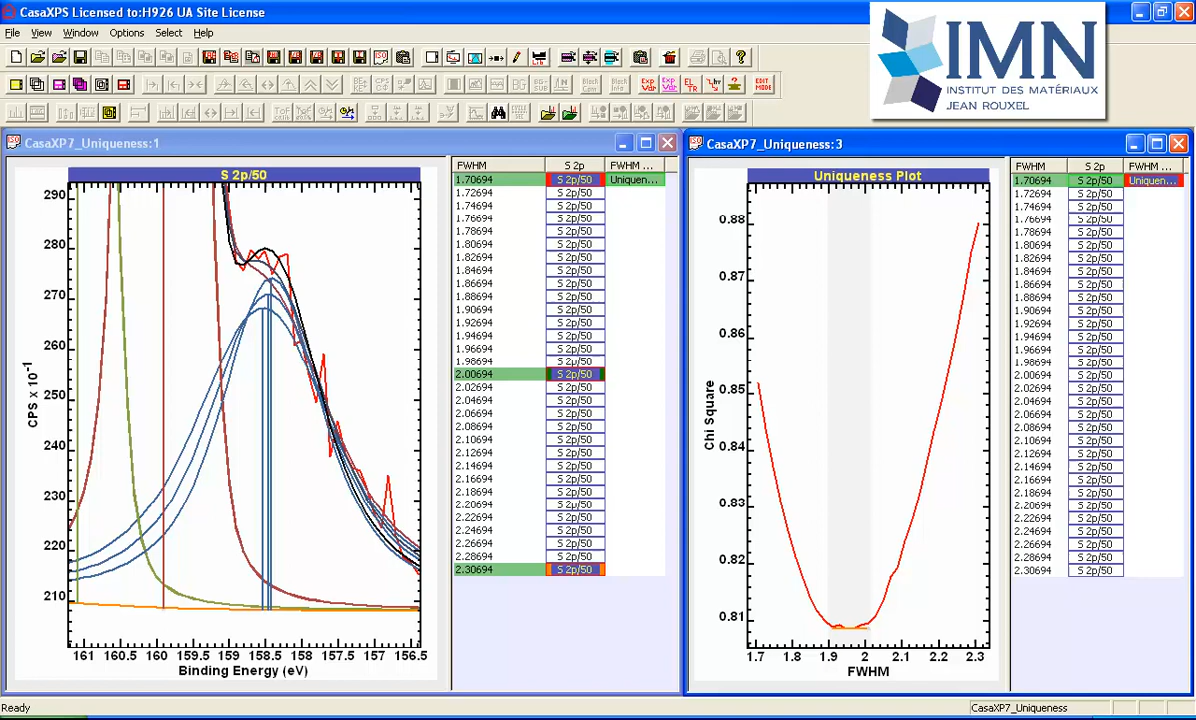 CasaXPS Licensed to:H926 UA Site License
File View Window Options Select Help
IMN
INSTITUT DES MATÉRIAUX
JEAN ROUXEL
CasaXP7_Uniqueness:1
S 2p/50
290
280
270
260
250
240
230
220
210
CPS x 10⁻¹
161 160.5 160 159.5 159 158.5 158 157.5 157 156.5
Binding Energy (eV)
FWHM S 2p FWHM ...
1.70694 S 2p/50 Uniquen...
1.72694 S 2p/50
1.74694 S 2p/50
1.76694 S 2p/50
1.78694 S 2p/50
1.80694 S 2p/50
1.82694 S 2p/50
1.84694 S 2p/50
1.86694 S 2p/50
1.88694 S 2p/50
1.90694 S 2p/50
1.92694 S 2p/50
1.94694 S 2p/50
1.96694 S 2p/50
1.98694 S 2p/50
2.00694 S 2p/50
2.02694 S 2p/50
2.04694 S 2p/50
2.06694 S 2p/50
2.08694 S 2p/50
2.10694 S 2p/50
2.12694 S 2p/50
2.14694 S 2p/50
2.16694 S 2p/50
2.18694 S 2p/50
2.20694 S 2p/50
2.22694 S 2p/50
2.24694 S 2p/50
2.26694 S 2p/50
2.28694 S 2p/50
2.30694 S 2p/50
CasaXP7_Uniqueness:3
Uniqueness Plot
0.88
0.87
0.86
0.85
0.84
0.83
0.82
0.81
Chi Square
1.7 1.8 1.9 2 2.1 2.2 2.3
FWHM
FWHM S 2p FWHM ...
1.70694 S 2p/50 Uniquen...
1.72694 S 2p/50
1.74694 S 2p/50
1.76694 S 2p/50
1.78694 S 2p/50
1.80694 S 2p/50
1.82694 S 2p/50
1.84694 S 2p/50
1.86694 S 2p/50
1.88694 S 2p/50
1.90694 S 2p/50
1.92694 S 2p/50
1.94694 S 2p/50
1.96694 S 2p/50
1.98694 S 2p/50
2.00694 S 2p/50
2.02694 S 2p/50
2.04694 S 2p/50
2.06694 S 2p/50
2.08694 S 2p/50
2.10694 S 2p/50
2.12694 S 2p/50
2.14694 S 2p/50
2.16694 S 2p/50
2.18694 S 2p/50
2.20694 S 2p/50
2.22694 S 2p/50
2.24694 S 2p/50
2.26694 S 2p/50
2.28694 S 2p/50
2.30694 S 2p/50
Ready
CasaXP7_Uniqueness